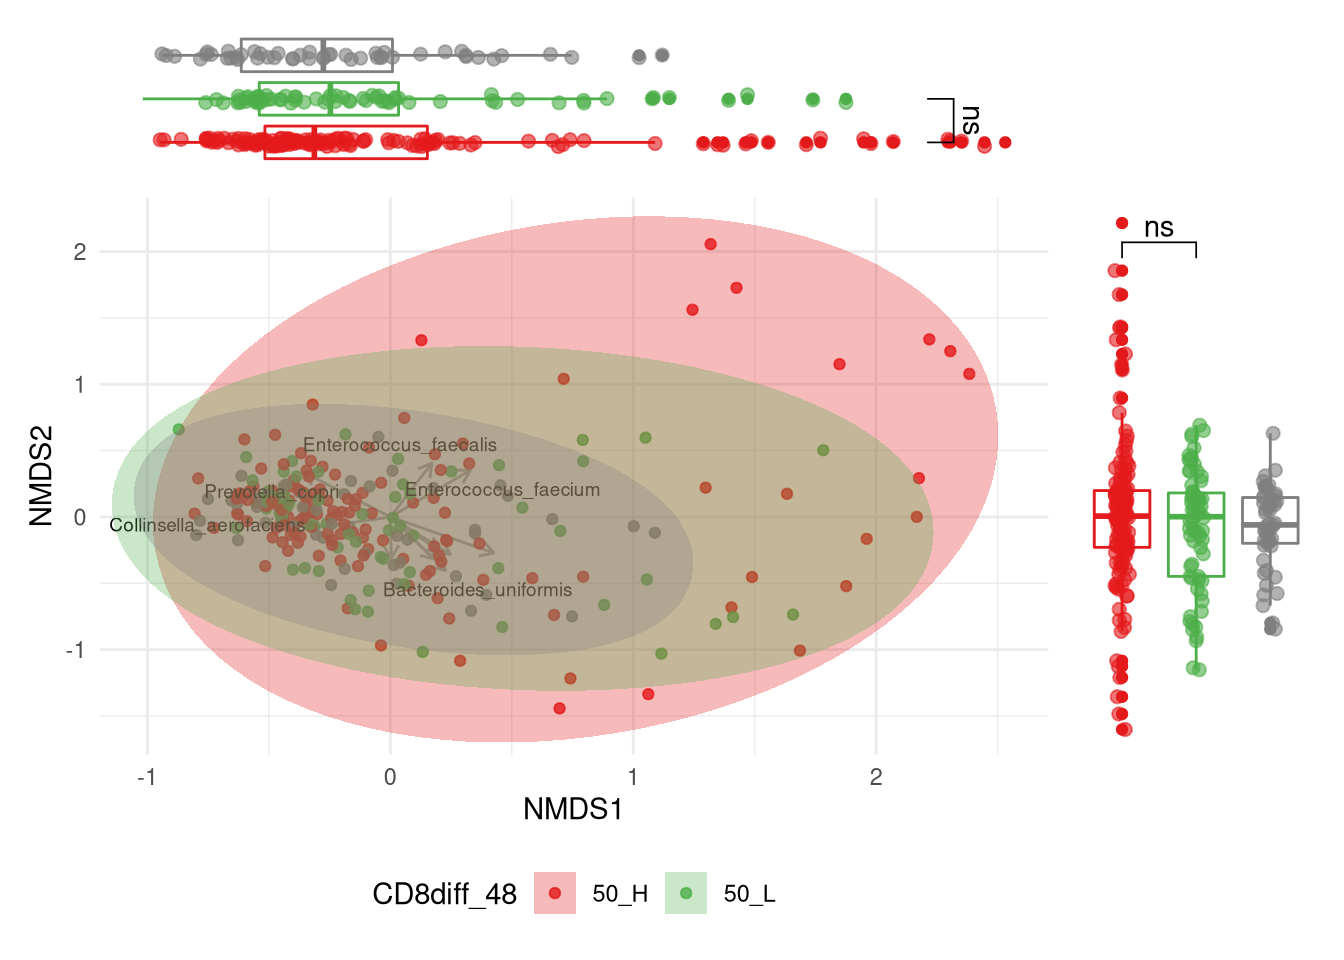 ns
ns
2
1
0
-1
NMDS2
Enterococcus_faecalis
Prevotella_copri
Enterococcus_faecium
Collinsella_aerofaciens
Bacteroides_uniformis
-1
0
1
2
NMDS1
CD8diff_48
50_H
50_L